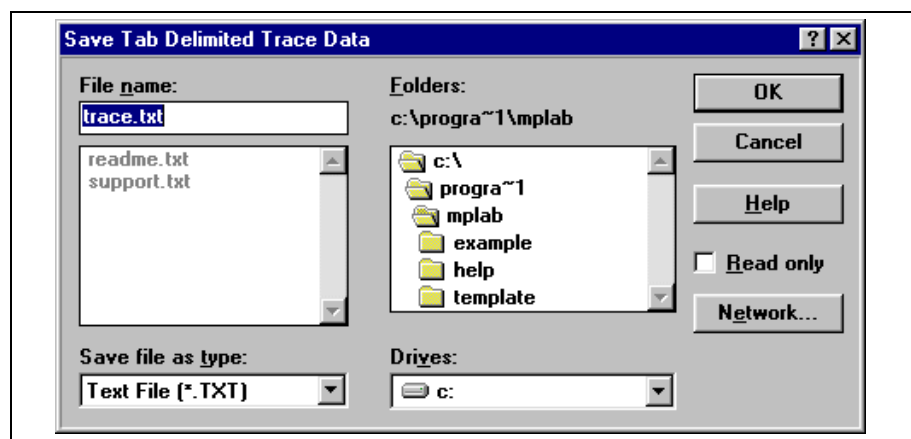 Save Tab Delimited Trace Data
File name:
trace.txt
readme.txt
support.txt
Save file as type:
Text File (*.TXT)
Folders:
c:\progra~1\mplab
c:\
progra~1
mplab
example
help
template
Drives:
c:
OK
Cancel
Help
Read only
Network...